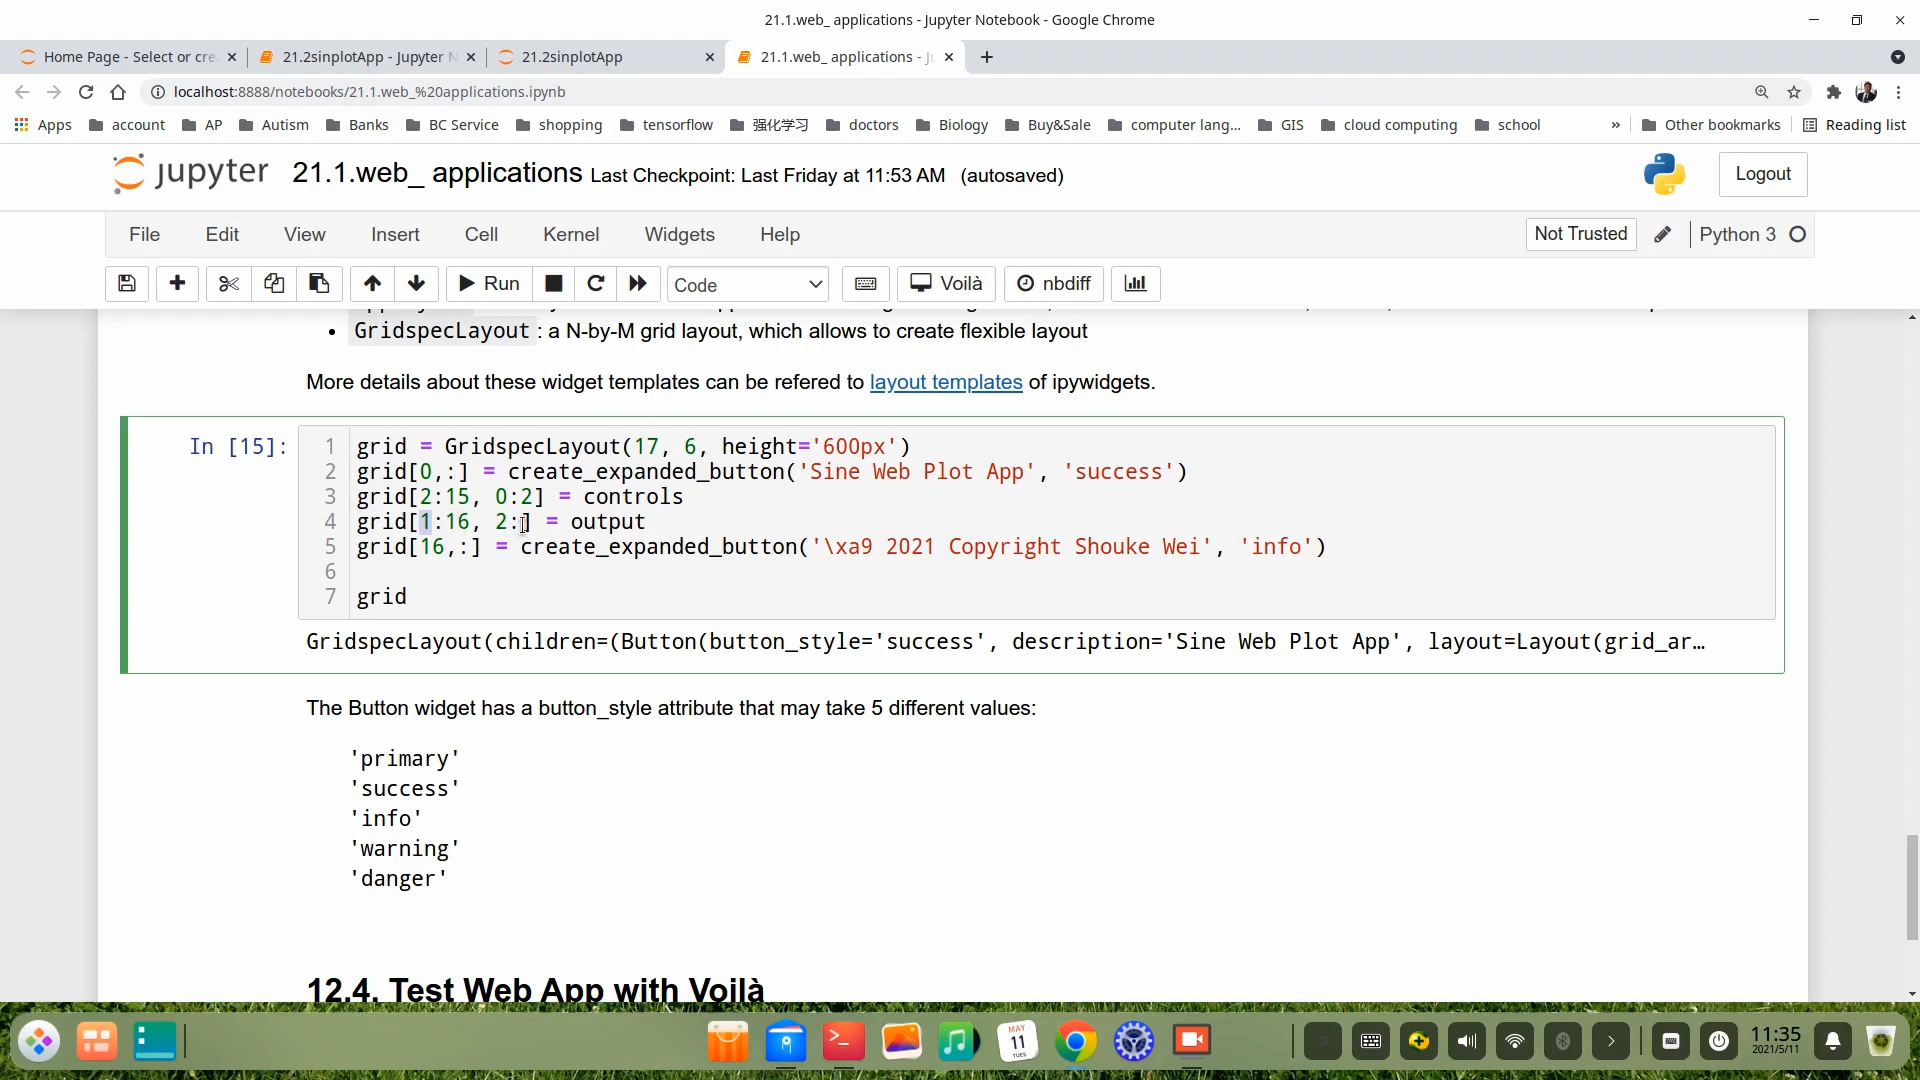 21.1.web_ applications - Jupyter Notebook - Google Chrome
Home Page - Select or cre
21.2sinplotApp - Jupyter N
21.2sinplotApp
21.1.web_ applications - J
localhost:8888/notebooks/21.1.web_%20applications.ipynb
Apps account AP Autism Banks BC Service shopping tensorflow 强化学习 doctors Biology Buy&Sale computer lang... GIS cloud computing school » Other bookmarks Reading list
jupyter 21.1.web_ applications Last Checkpoint: Last Friday at 11:53 AM (autosaved) Logout
File Edit View Insert Cell Kernel Widgets Help Not Trusted Python 3
Run Code Voilà nbdiff
• GridspecLayout : a N-by-M grid layout, which allows to create flexible layout
More details about these widget templates can be refered to layout templates of ipywidgets.
In [15]:
1 grid = GridspecLayout(17, 6, height='600px')
2 grid[0,:] = create_expanded_button('Sine Web Plot App', 'success')
3 grid[2:15, 0:2] = controls
4 grid[1:16, 2:] = output
5 grid[16,:] = create_expanded_button('\xa9 2021 Copyright Shouke Wei', 'info')
6
7 grid
GridspecLayout(children=(Button(button_style='success', description='Sine Web Plot App', layout=Layout(grid_ar…
The Button widget has a button_style attribute that may take 5 different values:
'primary'
'success'
'info'
'warning'
'danger'
12.4. Test Web App with Voilà
MAY
11
TUES
11:35
2021/5/11